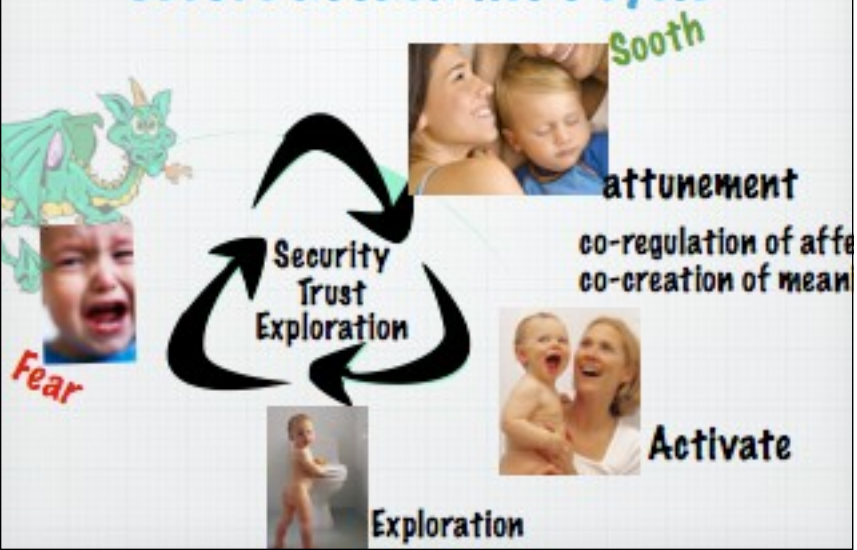 Sooth
attunement
co-regulation of affe
co-creation of mean
Security
Trust
Exploration
Fear
Activate
Exploration